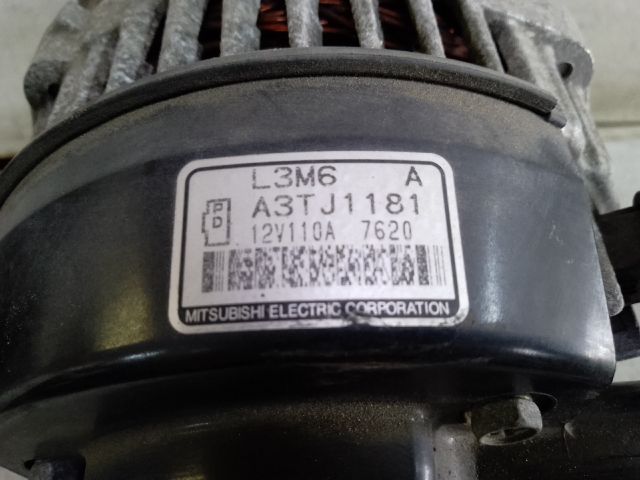 L3M6 A
A3TJ1181
P
D
12V110A 7620
MITSUBISHI ELECTRIC CORPORATION